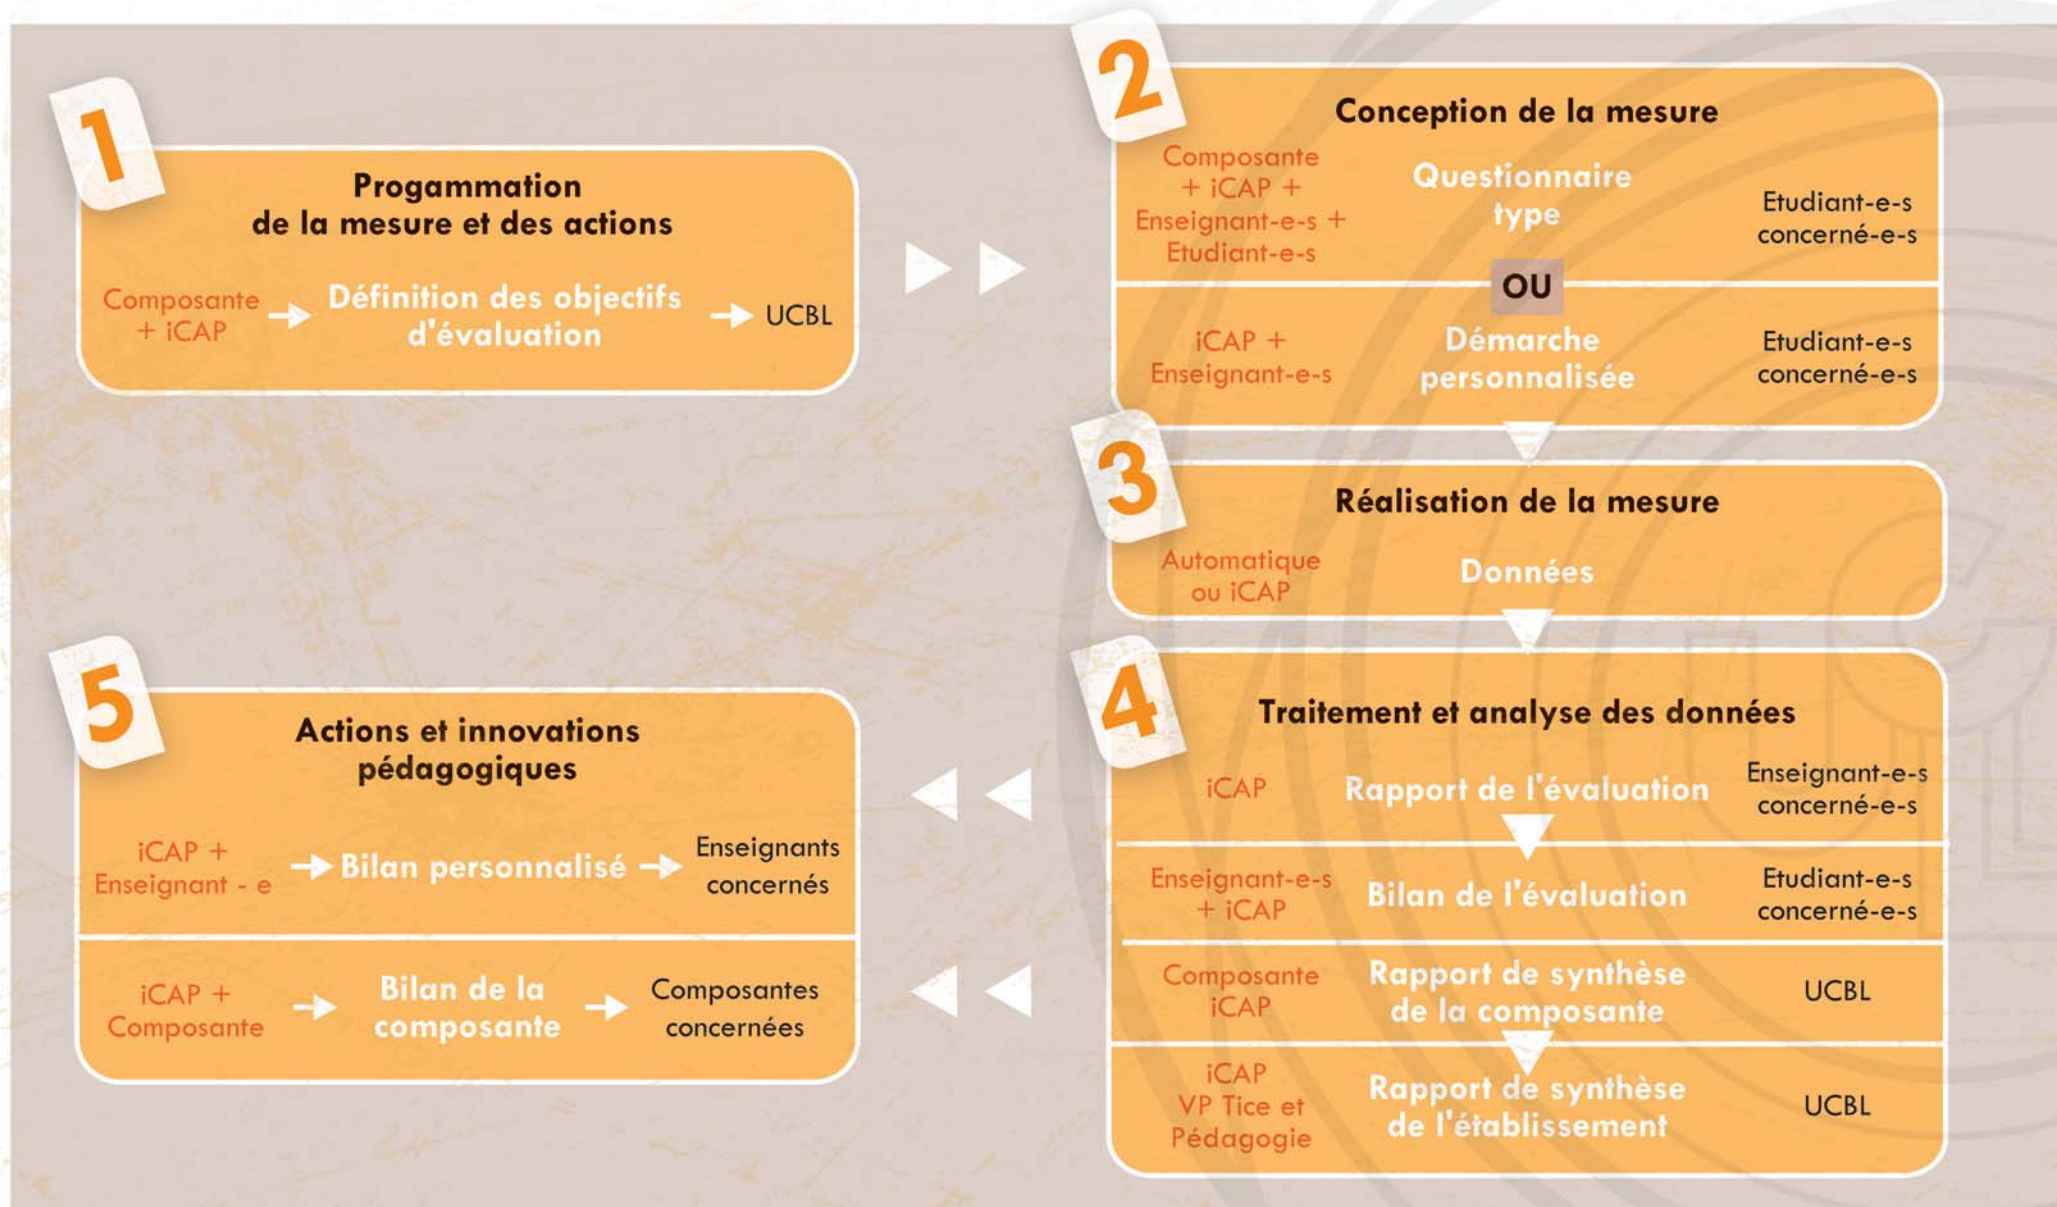 1
Progammation
de la mesure et des actions
Composante
+ iCAP
Définition des objectifs
d'évaluation
UCBL
2
Conception de la mesure
Composante
+ iCAP +
Enseignant-e-s +
Etudiant-e-s
Questionnaire
type
Etudiant-e-s
concerné-e-s
OU
iCAP +
Enseignant-e-s
Démarche
personnalisée
Etudiant-e-s
concerné-e-s
3
Réalisation de la mesure
Automatique
ou iCAP
Données
4
Traitement et analyse des données
iCAP
Rapport de l'évaluation
Enseignant-e-s
concerné-e-s
Enseignant-e-s
+ iCAP
Bilan de l'évaluation
Etudiant-e-s
concerné-e-s
Composante
iCAP
Rapport de synthèse
de la composante
UCBL
iCAP
VP Tice et
Pédagogie
Rapport de synthèse
de l'établissement
UCBL
5
Actions et innovations
pédagogiques
iCAP +
Enseignant - e
Bilan personnalisé
Enseignants
concernés
iCAP +
Composante
Bilan de la
composante
Composantes
concernées